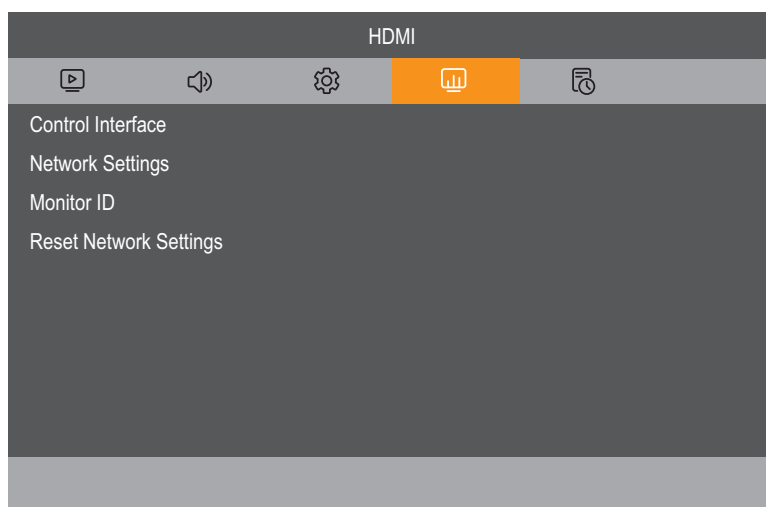 HDMI
Control Interface
Network Settings
Monitor ID
Reset Network Settings